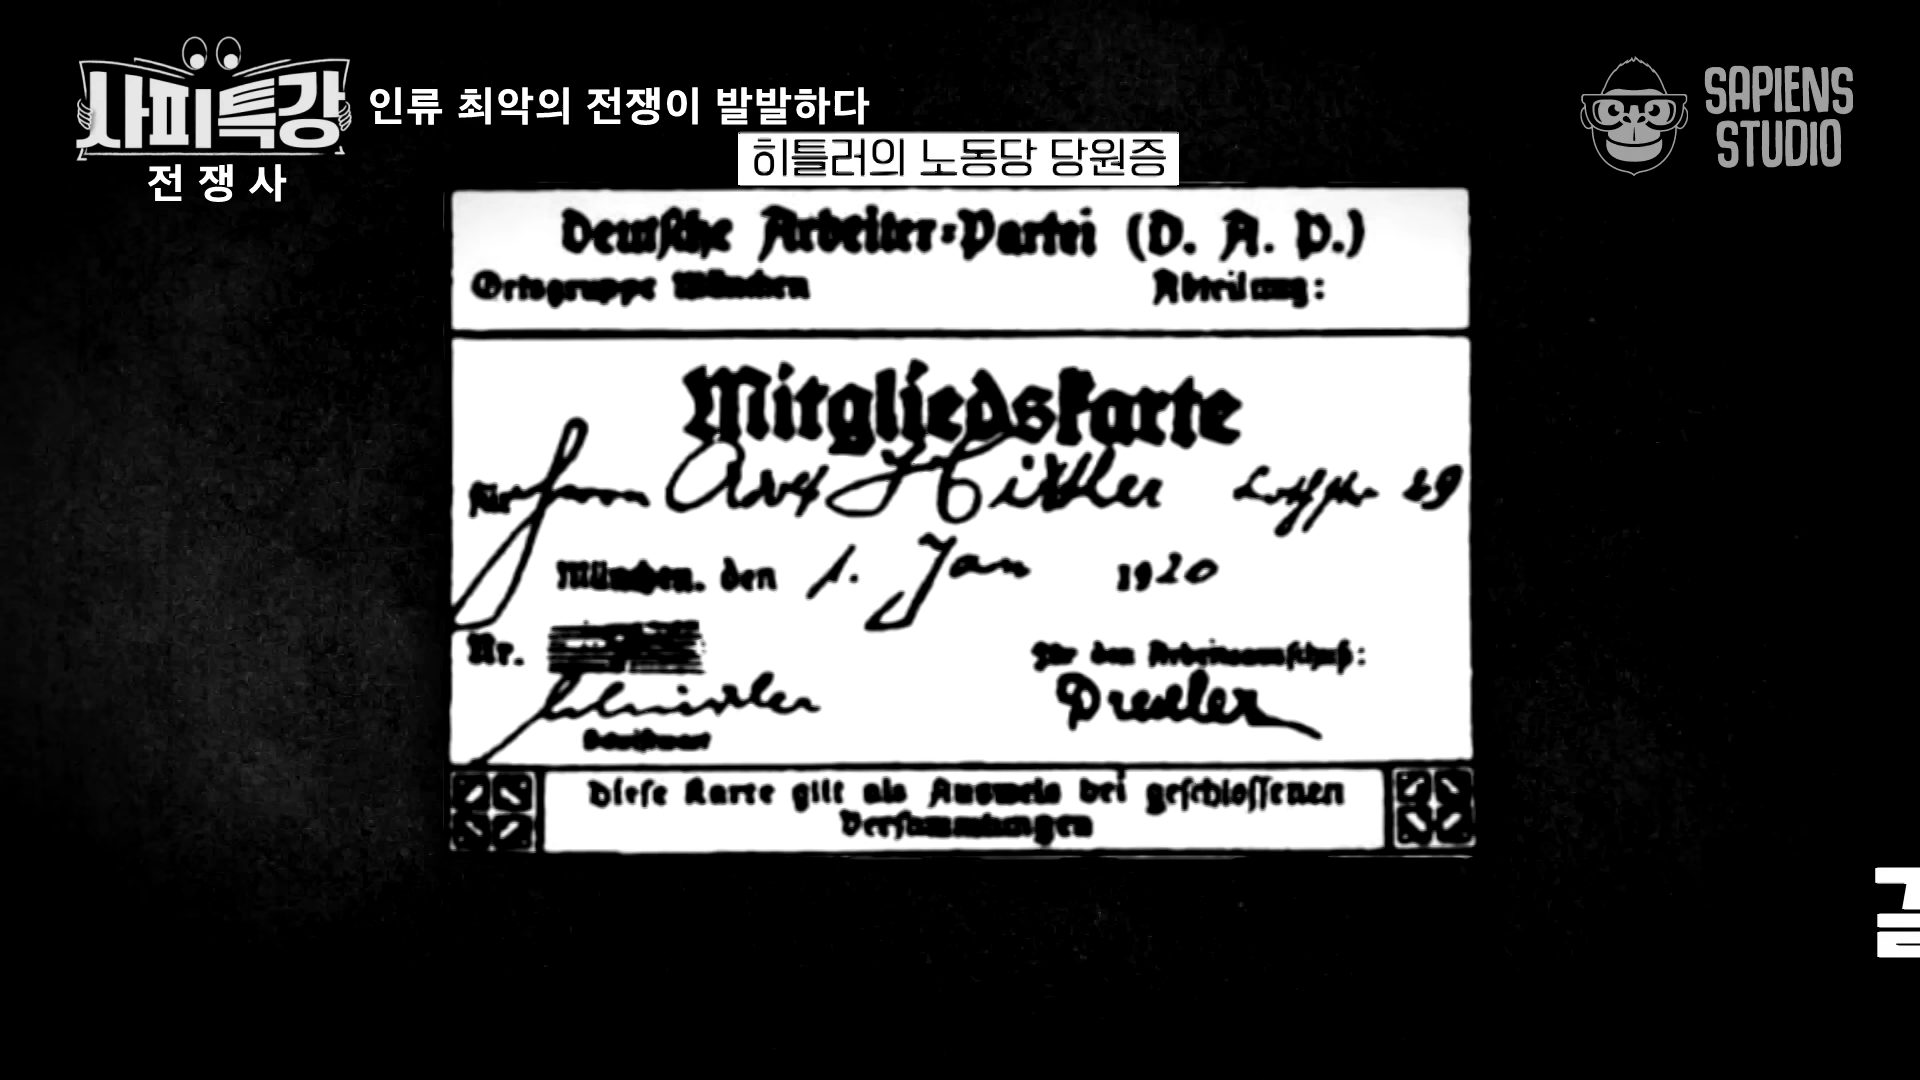 사피특강
전쟁사
인류 최악의 전쟁이 발발하다
SAPIENS
STUDIO
히틀러의 노동당 당원증
Deutsche Arbeiter=Partei (D. A. P.)
Ortsgruppe München Abteilung:
Mitgliedskarte
für Herrn Adolf Hitler
München. den 1. Jan 1920
Nr.
Für den Arbeitsausschuß:
Drexler
Diese Karte gilt als Ausweis bei geschlossenen
Versammlungen